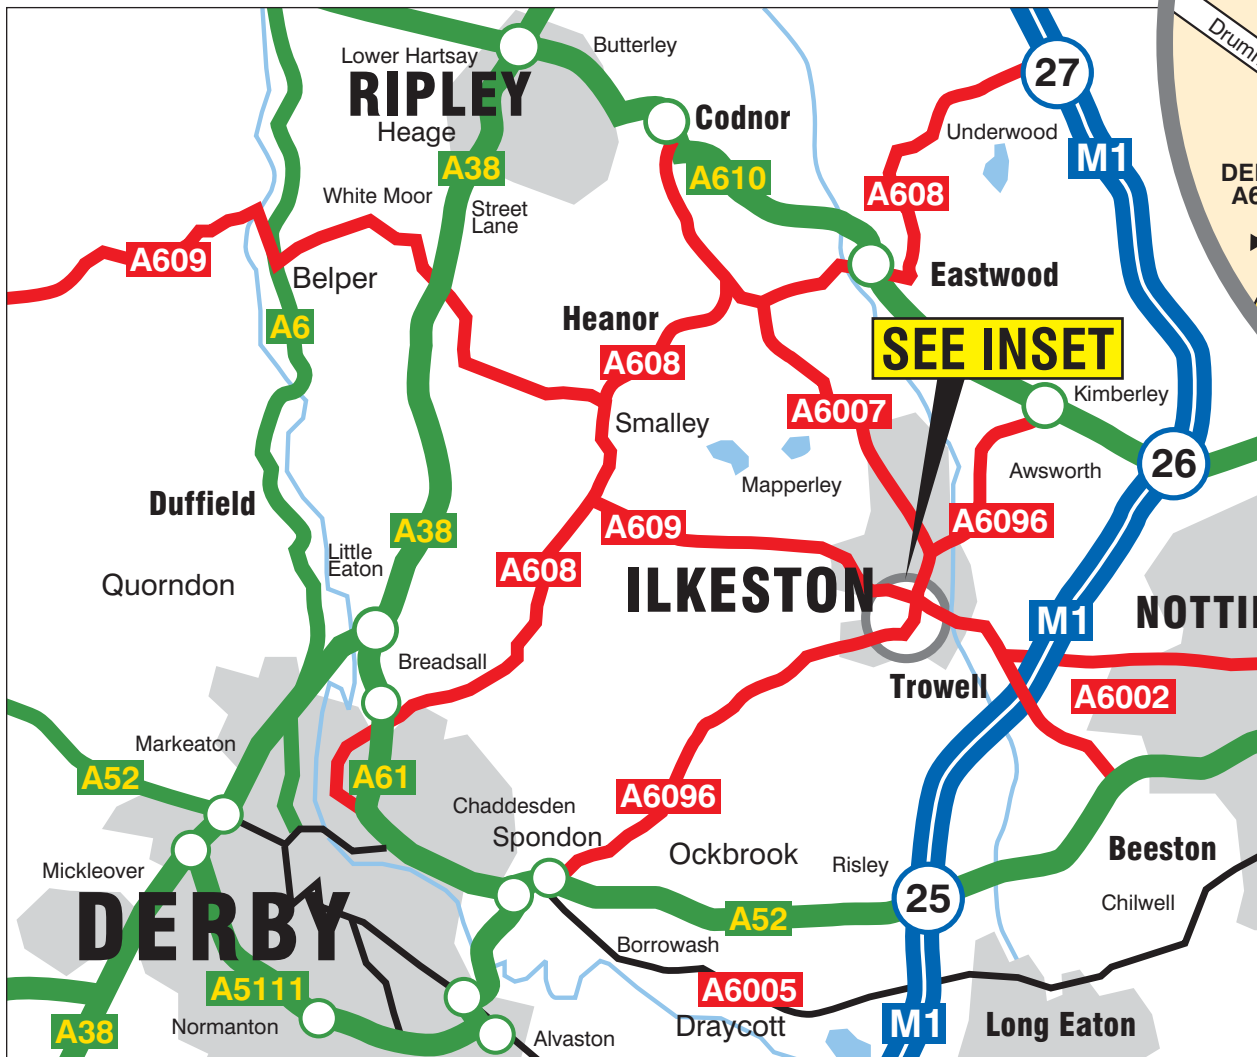 Lower Hartsay
Butterley
RIPLEY
Heage
Codnor
27
Underwood
M1
A38
A610
A608
White Moor
Street
Lane
A609
Belper
Eastwood
A6
Heanor
SEE INSET
A608
Kimberley
A6007
Smalley
26
Awsworth
Mapperley
Duffield
A38
A609
A6096
Little
Eaton
A608
Quorndon
ILKESTON
M1
NOTTI
Breadsall
Trowell
A6002
Markeaton
A52
A61
A6096
Chaddesden
Spondon
Ockbrook
Risley
Beeston
Mickleover
25
Chilwell
DERBY
A52
Borrowash
A5111
A6005
Normanton
Draycott
A38
Alvaston
M1
Long Eaton